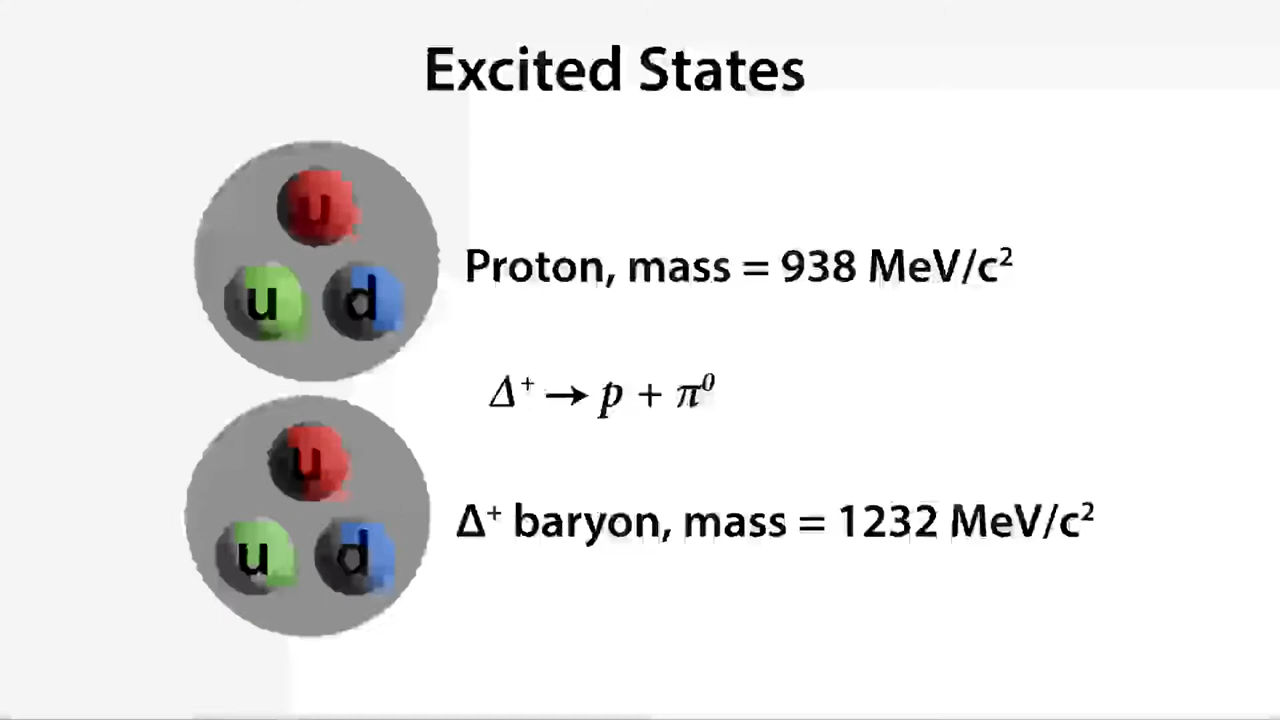 Excited States
u
u d
Proton, mass = 938 MeV/c²
Δ⁺ → p + π⁰
u
u d
Δ⁺ baryon, mass = 1232 MeV/c²